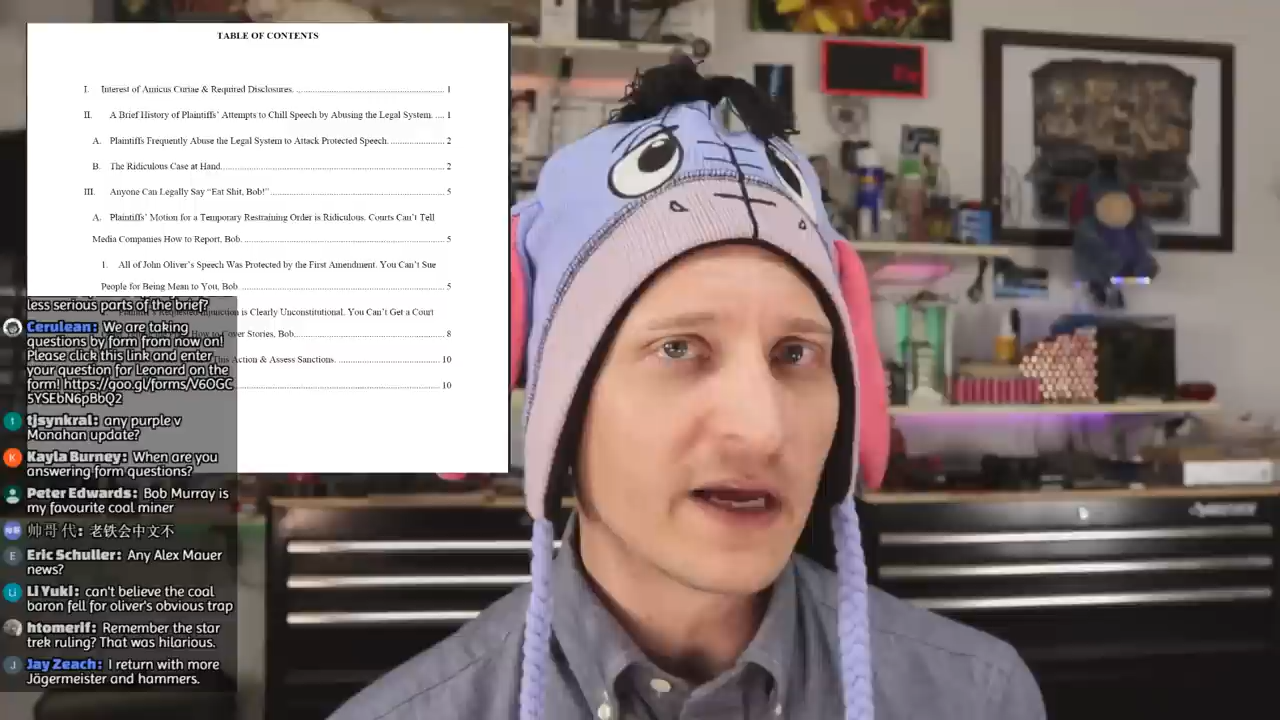 TABLE OF CONTENTS
I. Interest of Amicus Curiae & Required Disclosures. 1
II. A Brief History of Plaintiffs' Attempts to Chill Speech by Abusing the Legal System. 1
A. Plaintiffs Frequently Abuse the Legal System to Attack Protected Speech. 2
B. The Ridiculous Case at Hand. 2
III. Anyone Can Legally Say "Eat Shit, Bob!" 5
A. Plaintiffs' Motion for a Temporary Restraining Order is Ridiculous. Courts Can't Tell
Media Companies How to Report, Bob. 5
1. All of John Oliver's Speech Was Protected by the First Amendment. You Can't Sue
People for Being Mean to You, Bob 5
Requested Injunction is Clearly Unconstitutional. You Can't Get a Court
How to Cover Stories, Bob. 8
This Action & Assess Sanctions. 10
10
less serious parts of the brief?
Cerulean: We are taking
questions by form from now on!
Please click this link and enter
your question for Leonard on the
form! https://goo.gl/forms/V6OGC
5YSEbN6pBbQ2
tjsynkral: any purple v
Monahan update?
Kayla Burney: When are you
answering form questions?
Peter Edwards: Bob Murray is
my favourite coal miner
帅哥代: 老铁会中文不
Eric Schuller: Any Alex Mauer
news?
Li Yuki: can't believe the coal
baron fell for oliver's obvious trap
htomerif: Remember the star
trek ruling? That was hilarious.
Jay Zeach: I return with more
Jägermeister and hammers.